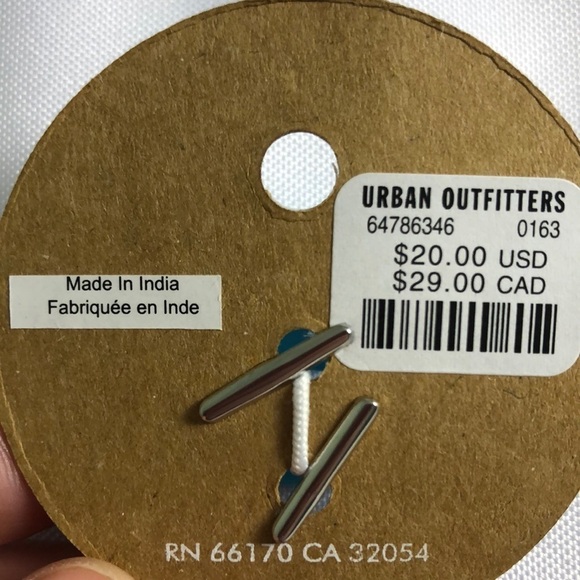 URBAN OUTFITTERS
64786346 0163
$20.00 USD
$29.00 CAD
Made In India
Fabriquée en Inde
RN 66170 CA 32054